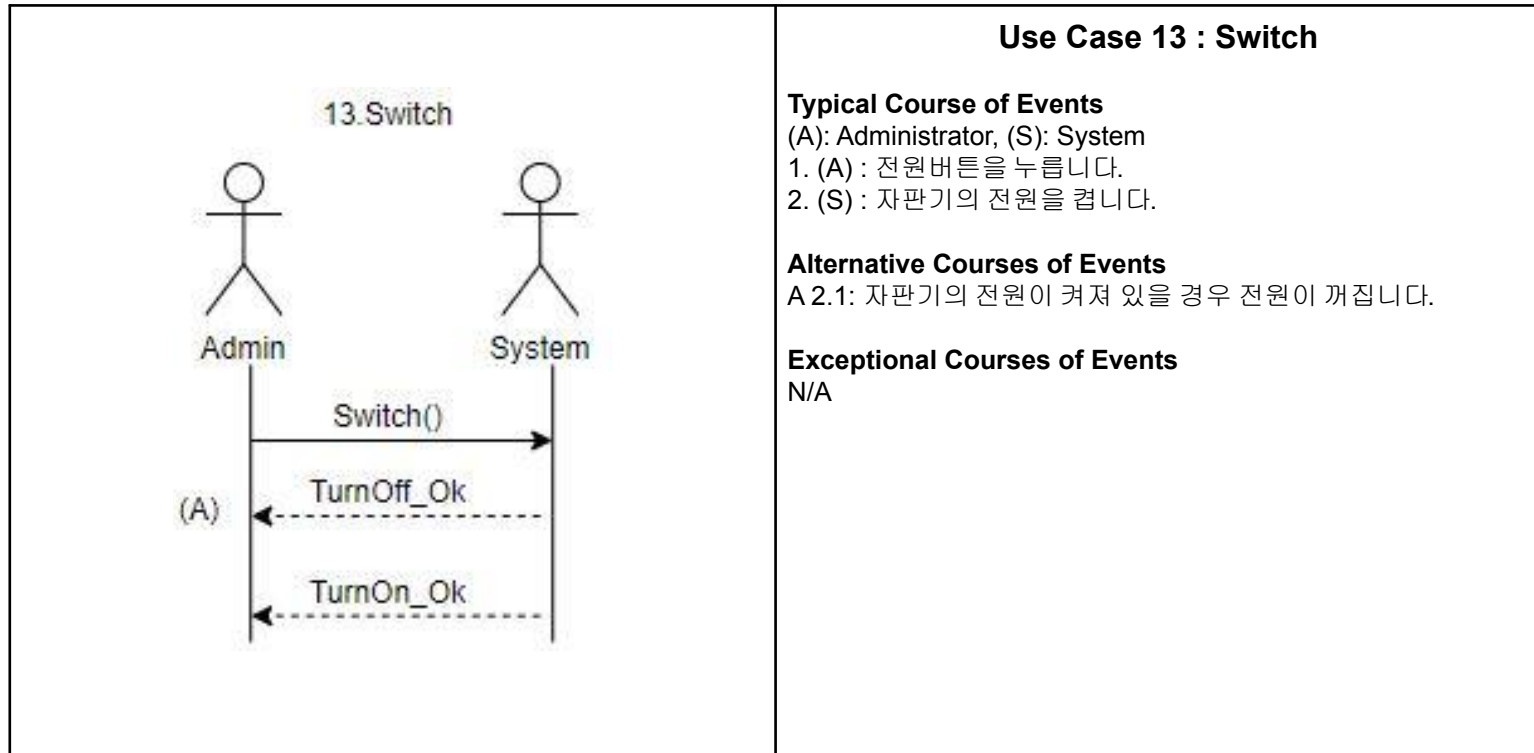 13.Switch
Admin
System
Switch()
(A)
TurnOff_Ok
TurnOn_Ok
Use Case 13 : Switch
Typical Course of Events
(A): Administrator, (S): System
1. (A) : 전원버튼을 누릅니다.
2. (S) : 자판기의 전원을 켭니다.
Alternative Courses of Events
A 2.1: 자판기의 전원이 켜져 있을 경우 전원이 꺼집니다.
Exceptional Courses of Events
N/A